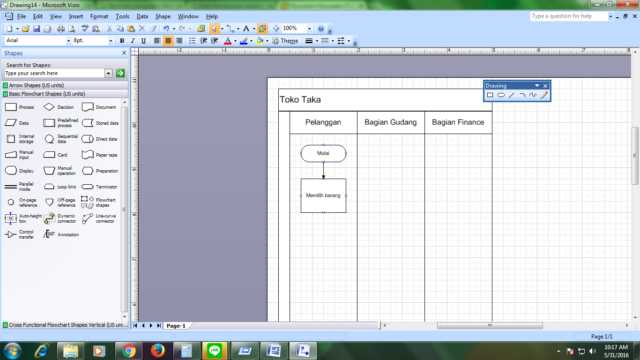 Drawing14 - Microsoft Visio
File Edit View Insert Format Tools Data Shape Window Help
Type a question for help
100%
Arial 8pt. Theme
Shapes
Search for Shapes:
Type your search here
Arrow Shapes (US units)
Basic Flowchart Shapes (US units)
Process Decision Document
Data Predefined process Stored data
Internal storage Sequential data Direct data
Manual input Card Paper tape
Display Manual operation Preparation
Parallel mode Loop limit Terminator
On-page reference Off-page reference Flowchart shapes
Auto-height box Dynamic connector Line-curve connector
Control transfer Annotation
Cross Functional Flowchart Shapes Vertical (US units)
Drawing
Toko Taka
Pelanggan Bagian Gudang Bagian Finance
Mulai
Memilih barang
Page-1
Page 1/1
10:17 AM
5/31/2016